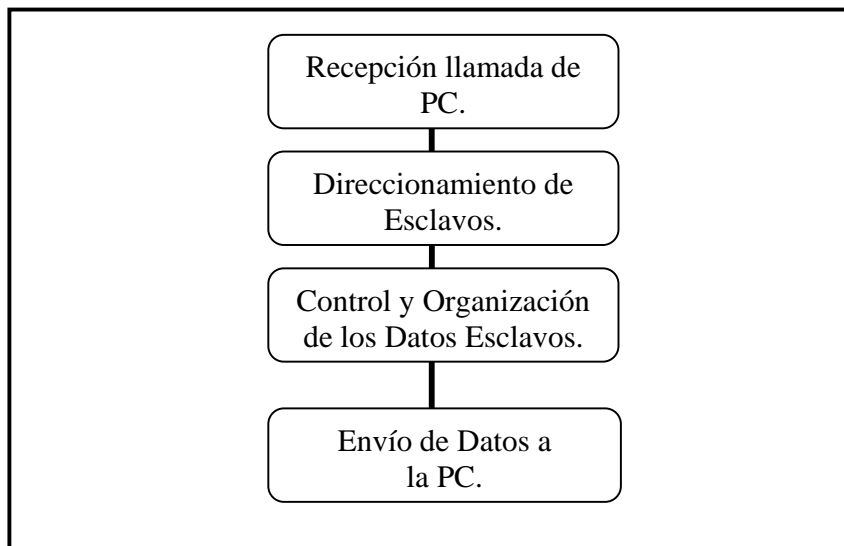 Recepción llamada de
PC.
Direccionamiento de
Esclavos.
Control y Organización
de los Datos Esclavos.
Envío de Datos a
la PC.